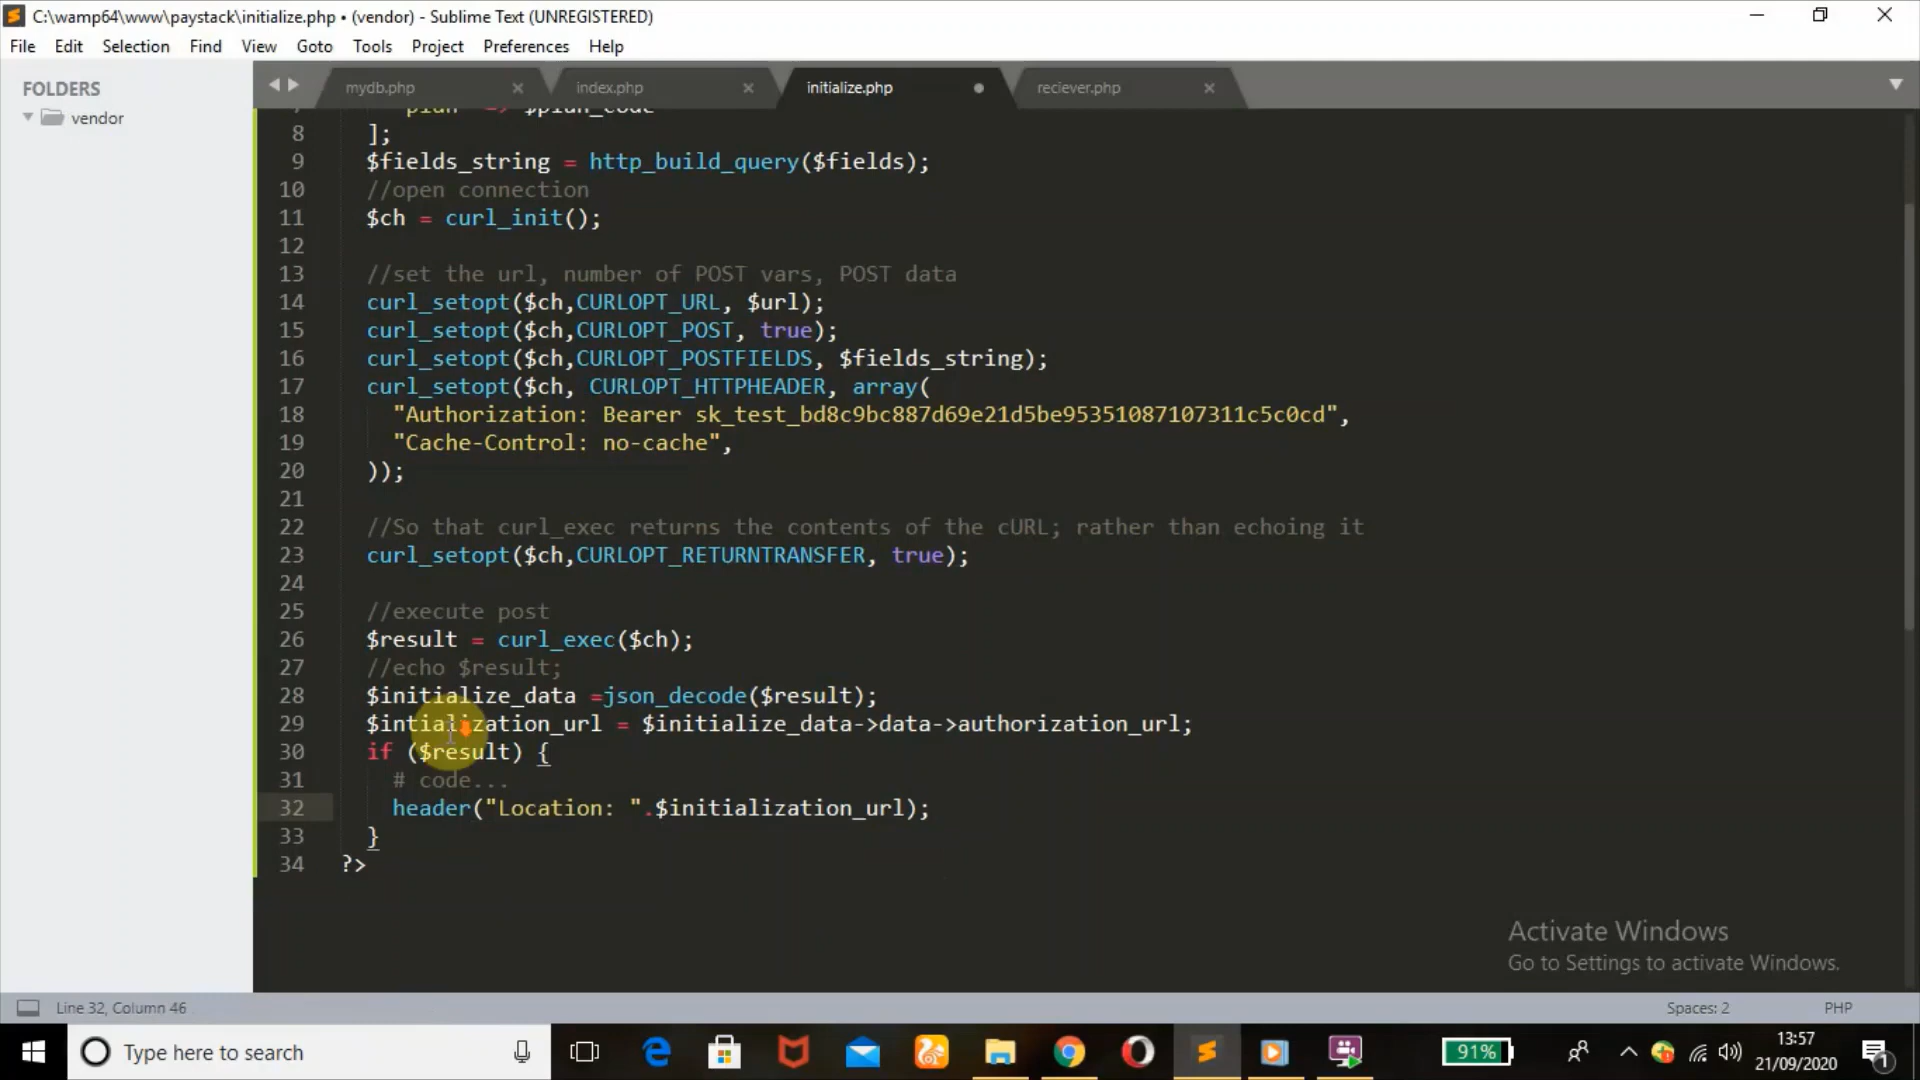 C:\wamp64\www\paystack\initialize.php • (vendor) - Sublime Text (UNREGISTERED)
File Edit Selection Find View Goto Tools Project Preferences Help
FOLDERS
vendor
mydb.php index.php initialize.php reciever.php
7 "plan" => $plan_code
8 ];
9 $fields_string = http_build_query($fields);
10 //open connection
11 $ch = curl_init();
12
13 //set the url, number of POST vars, POST data
14 curl_setopt($ch,CURLOPT_URL, $url);
15 curl_setopt($ch,CURLOPT_POST, true);
16 curl_setopt($ch,CURLOPT_POSTFIELDS, $fields_string);
17 curl_setopt($ch, CURLOPT_HTTPHEADER, array(
18 "Authorization: Bearer sk_test_bd8c9bc887d69e21d5be95351087107311c5c0cd",
19 "Cache-Control: no-cache",
20 ));
21
22 //So that curl_exec returns the contents of the cURL; rather than echoing it
23 curl_setopt($ch,CURLOPT_RETURNTRANSFER, true);
24
25 //execute post
26 $result = curl_exec($ch);
27 //echo $result;
28 $initialize_data =json_decode($result);
29 $intialization_url = $initialize_data->data->authorization_url;
30 if ($result) {
31 # code...
32 header("Location: ".$initialization_url);
33 }
34 ?>
Activate Windows
Go to Settings to activate Windows.
Line 32, Column 46
Spaces: 2 PHP
Type here to search
91%
13:57
21/09/2020
1